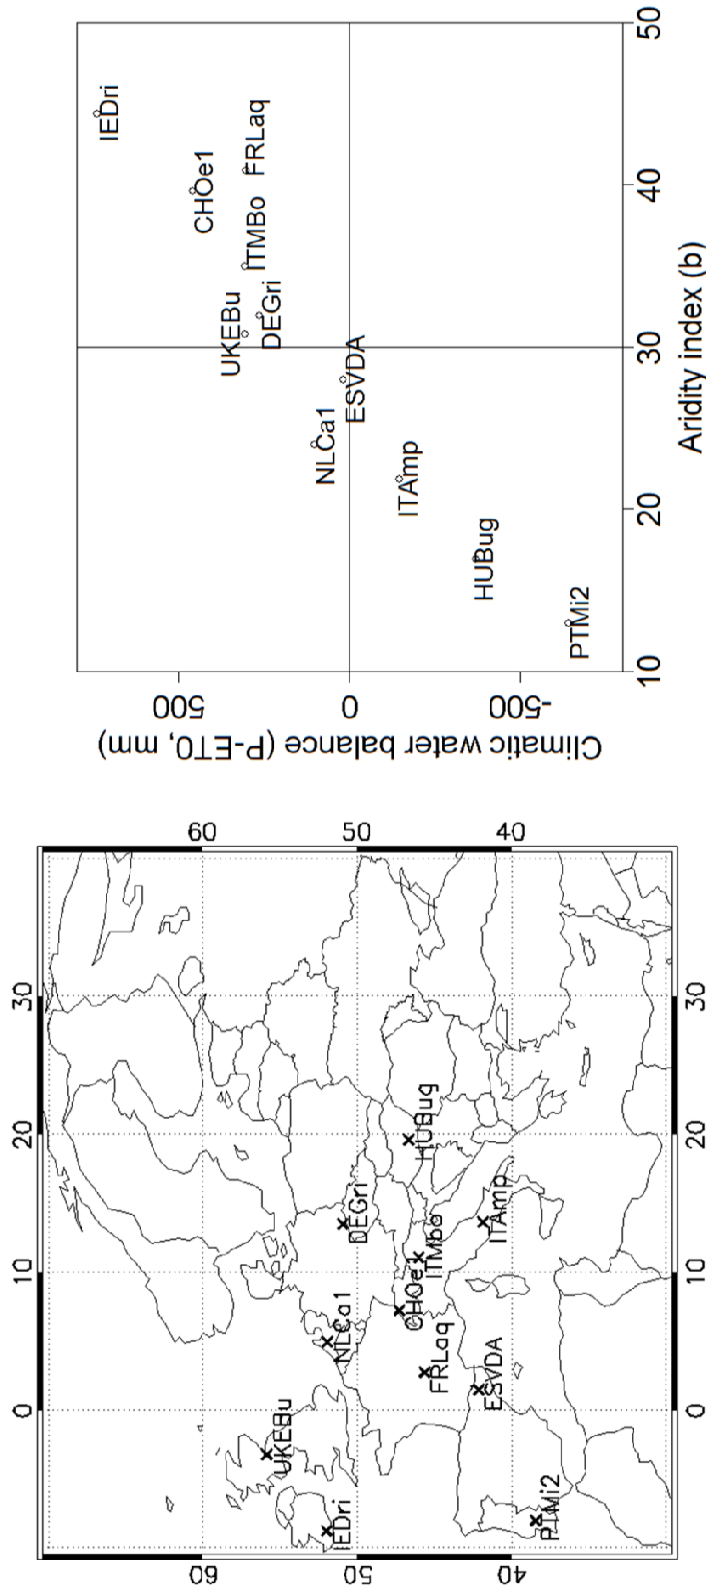 60
50
40
0
10
20
30
0
10
20
30
60
50
40
IEDri
UKEBu
NLCa1
DEGri
CHOe1
ITMbo
HUBug
FRLaq
ESVDA
ITAmp
PTMi2
Climatic water balance (P-ET0, mm)
500
0
-500
IEDri
CHOe1
FRLaq
ITMBo
UKEBu
DEGri
ESVDA
NLCa1
ITAmp
HUBug
PTMi2
10
20
30
40
50
Aridity index (b)